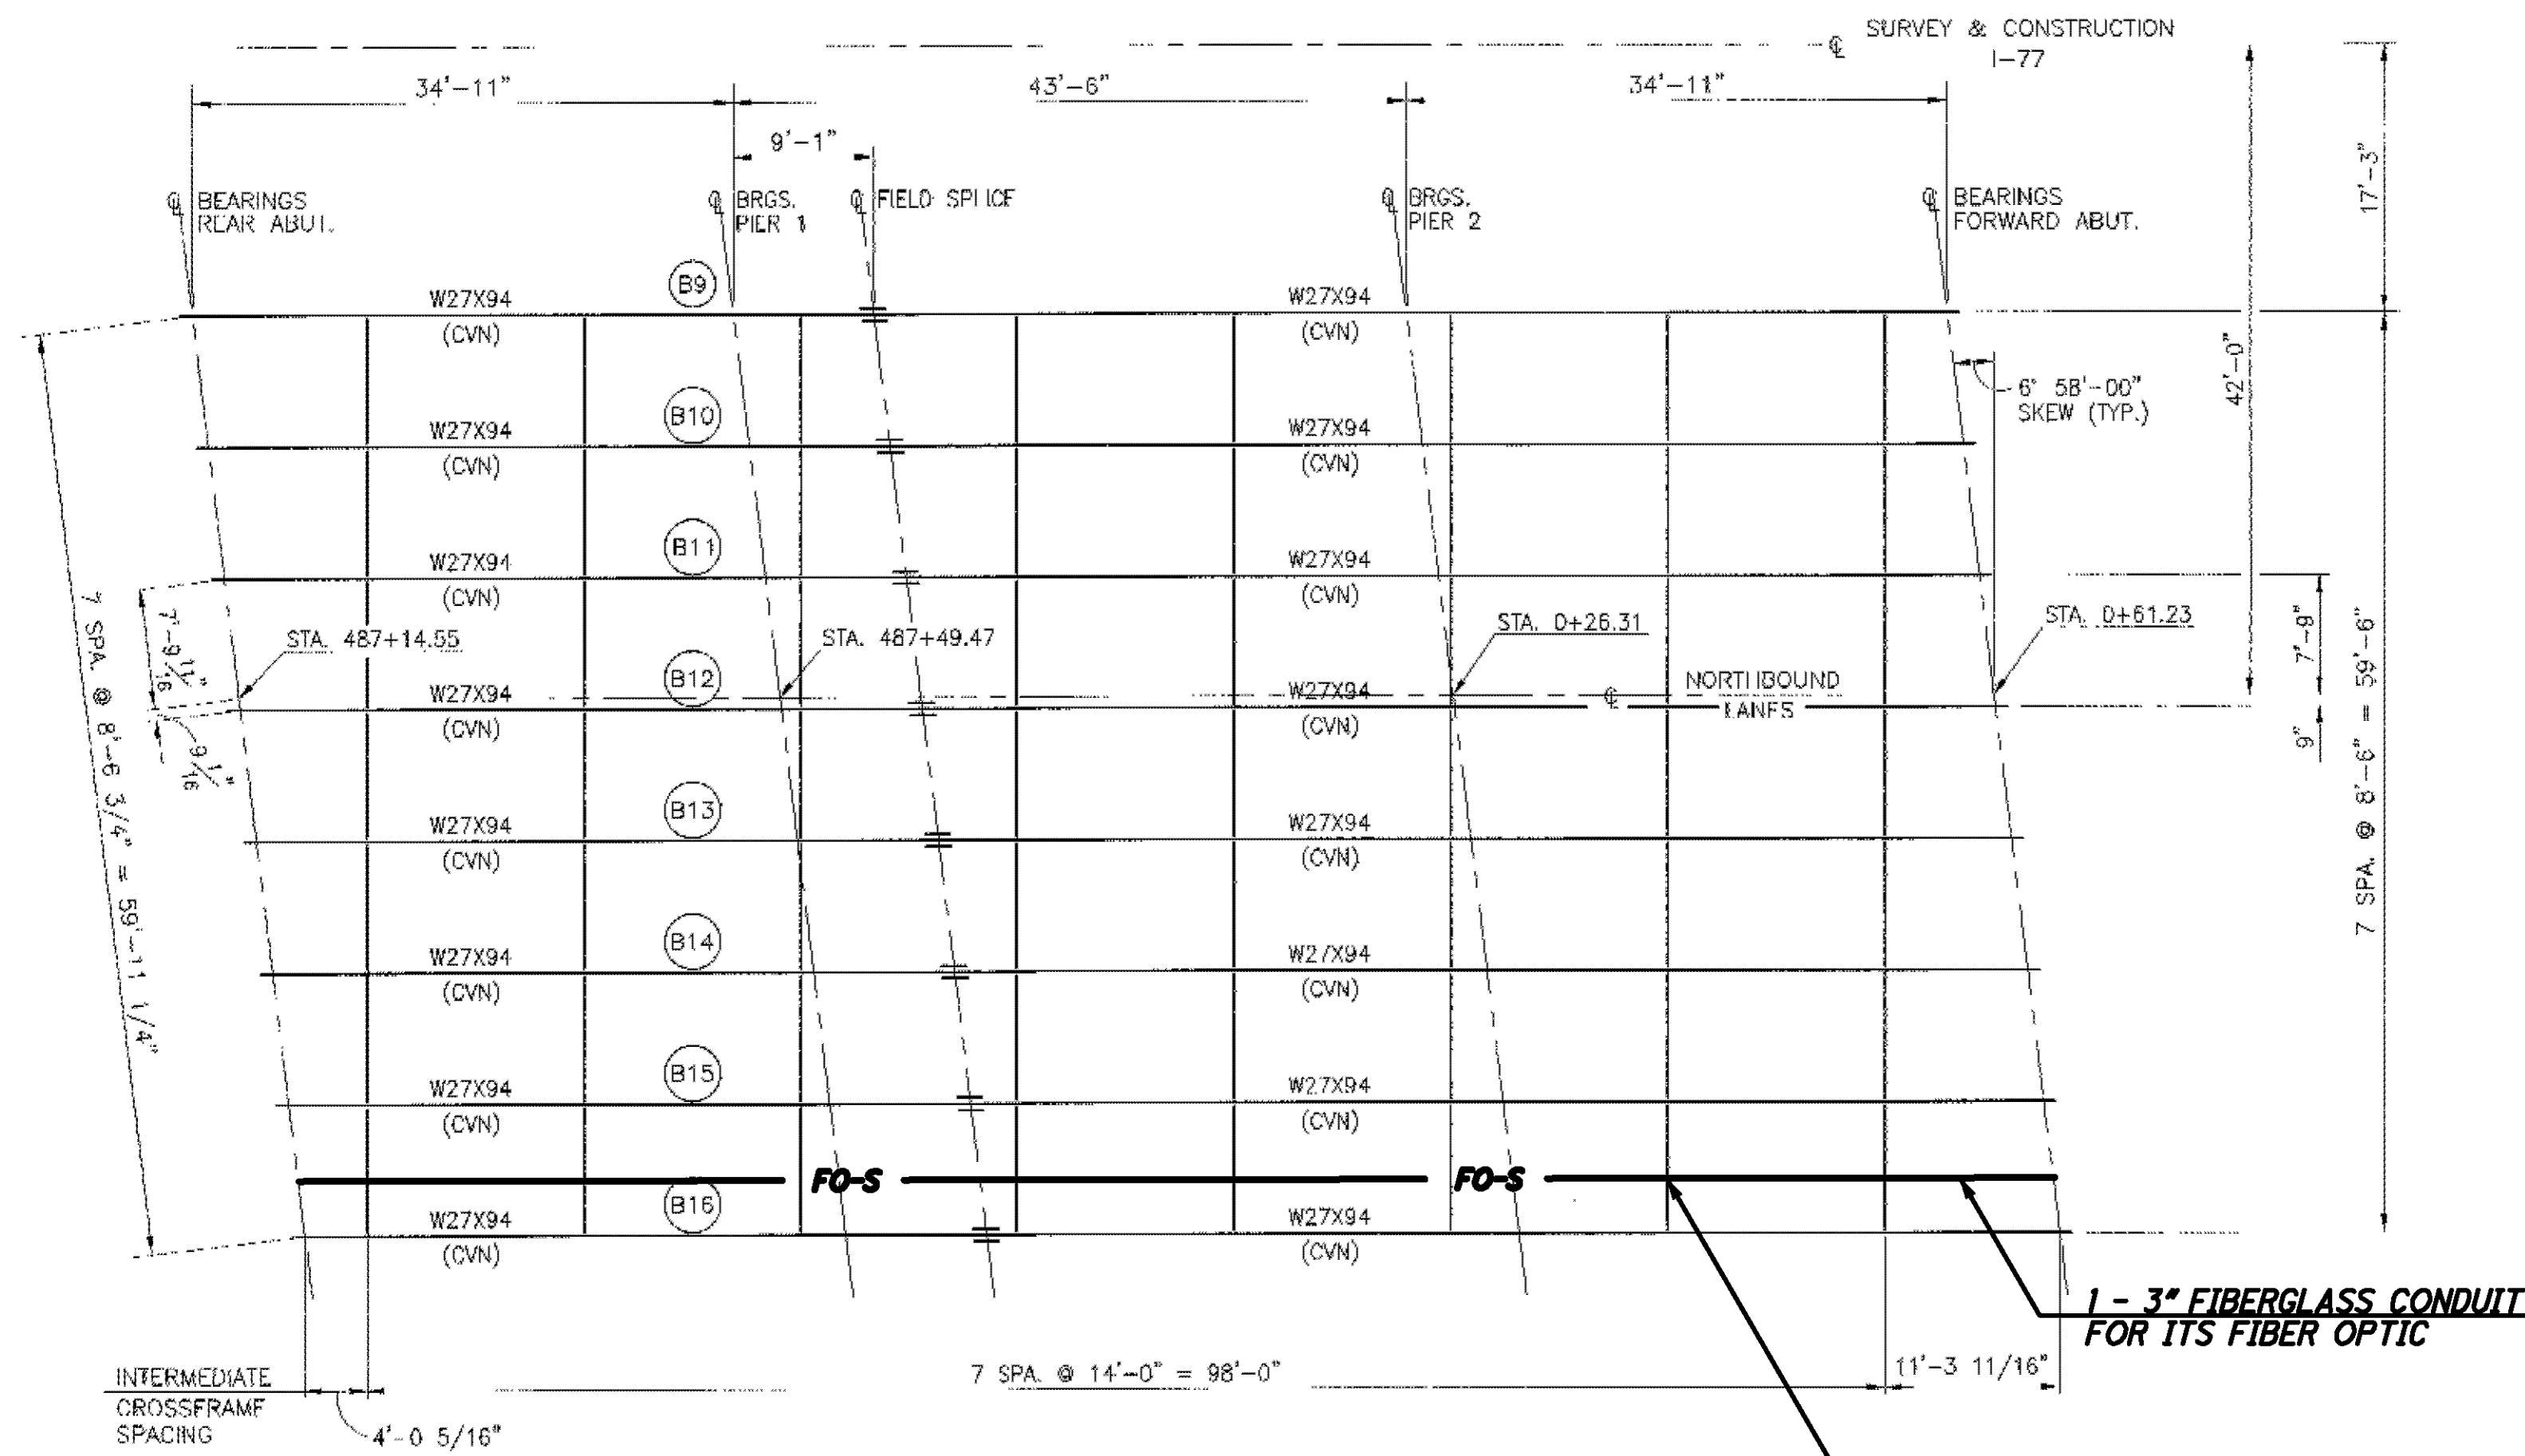 SURVEY & CONSTRUCTION
I-77
34'-11"
43'-6"
34'-11"
9'-1"
17'-3"
℄ BEARINGS
REAR ABUT.
℄ BRGS.
PIER 1
℄ FIELD SPLICE
℄ BRGS.
PIER 2
℄ BEARINGS
FORWARD ABUT.
42'-0"
6° 58'-00"
SKEW (TYP.)
B9
W27X94
(CVN)
W27X94
(CVN)
B10
W27X94
(CVN)
W27X94
(CVN)
B11
W27X94
(CVN)
W27X94
(CVN)
STA. 487+14.55
STA. 487+49.47
STA. 0+26.31
STA. 0+61.23
7'-9"
9"
7 SPA. @ 8'-6" = 59'-6"
7 SPA. @ 8'-6 3/4" = 59'-11 1/4"
7'-9 11/16"
9 1/16"
B12
W27X94
(CVN)
W27X94
(CVN)
℄ NORTHBOUND
LANES
B13
W27X94
(CVN)
W27X94
(CVN)
B14
W27X94
(CVN)
W27X94
(CVN)
B15
W27X94
(CVN)
W27X94
(CVN)
FO-S
FO-S
B16
W27X94
(CVN)
W27X94
(CVN)
1 - 3" FIBERGLASS CONDUIT
FOR ITS FIBER OPTIC
INTERMEDIATE
CROSSFRAME
SPACING
4'-0 5/16"
7 SPA. @ 14'-0" = 98'-0"
11'-3 11/16"